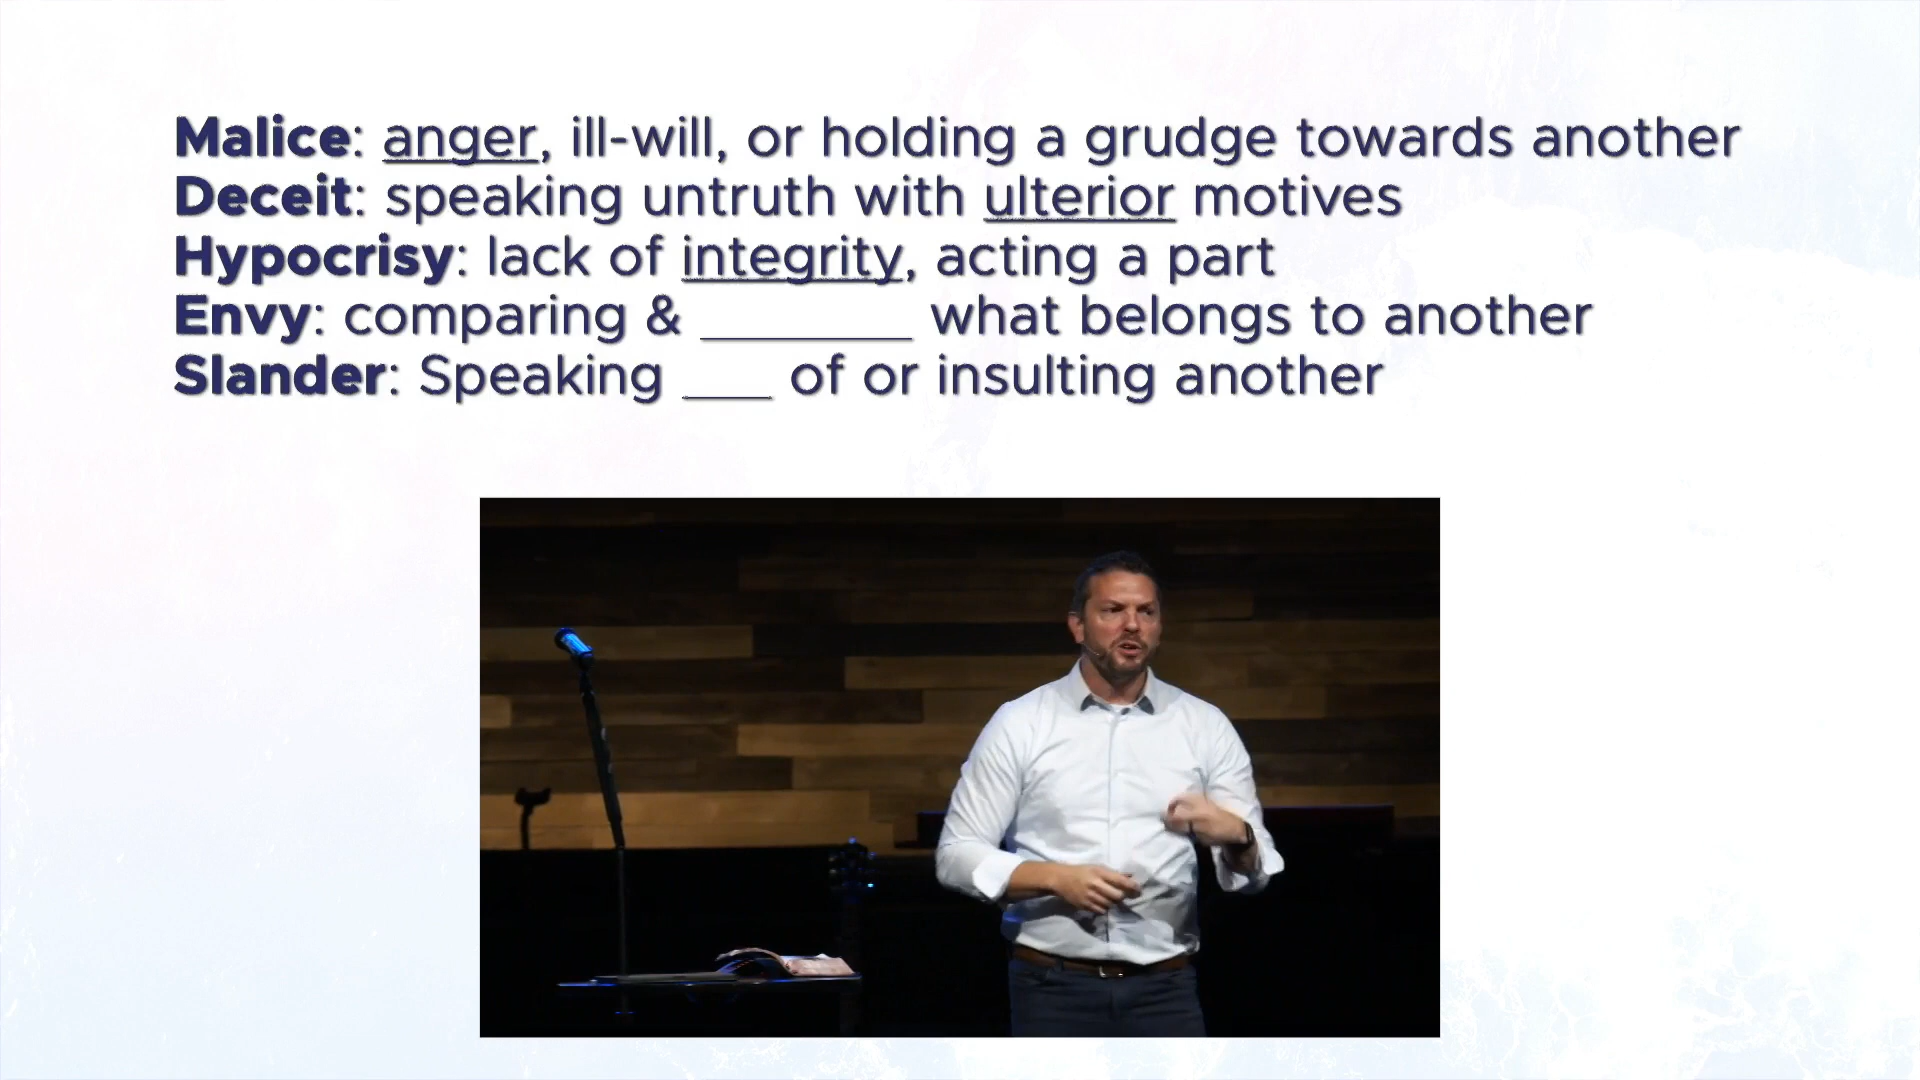 Malice: anger, ill-will, or holding a grudge towards another
Deceit: speaking untruth with ulterior motives
Hypocrisy: lack of integrity, acting a part
Envy: comparing & ________ what belongs to another
Slander: Speaking ___ of or insulting another